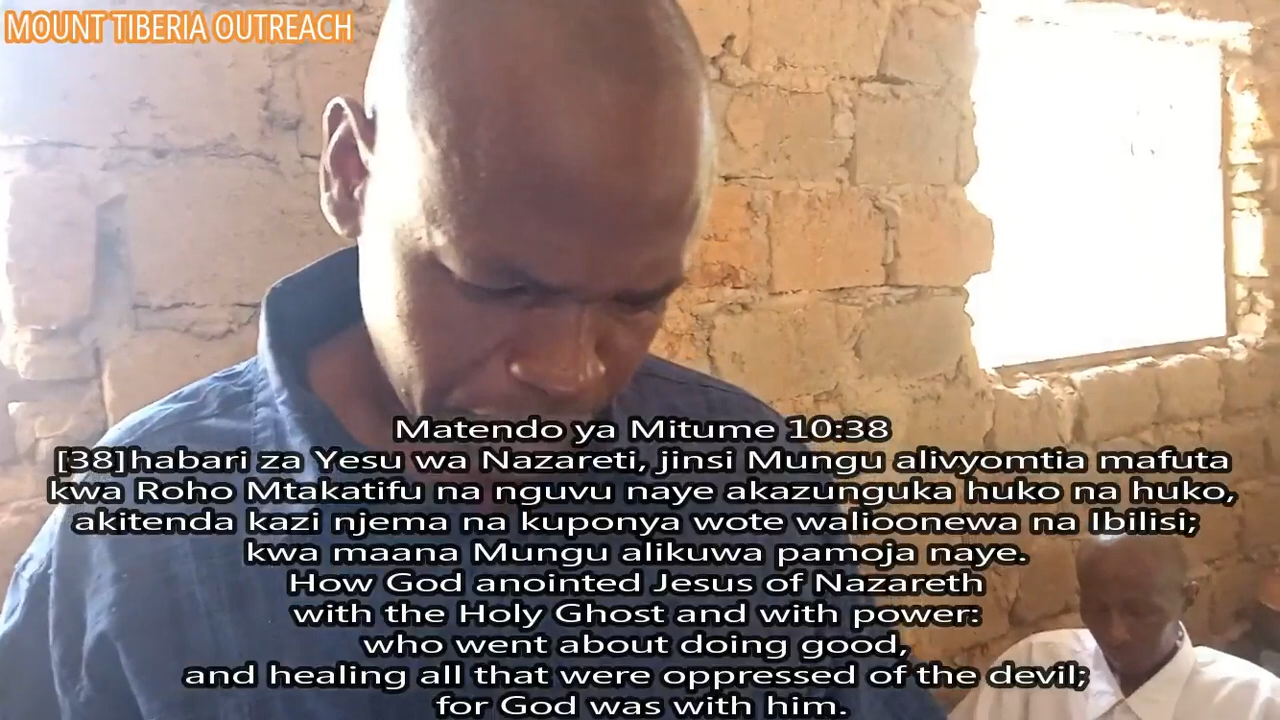 MOUNT TIBERIA OUTREACH
Matendo ya Mitume 10:38
[38]habari za Yesu wa Nazareti, jinsi Mungu alivyomtia mafuta
kwa Roho Mtakatifu na nguvu naye akazunguka huko na huko,
akitenda kazi njema na kuponya wote walioonewa na Ibilisi;
kwa maana Mungu alikuwa pamoja naye.
How God anointed Jesus of Nazareth
with the Holy Ghost and with power:
who went about doing good,
and healing all that were oppressed of the devil;
for God was with him.